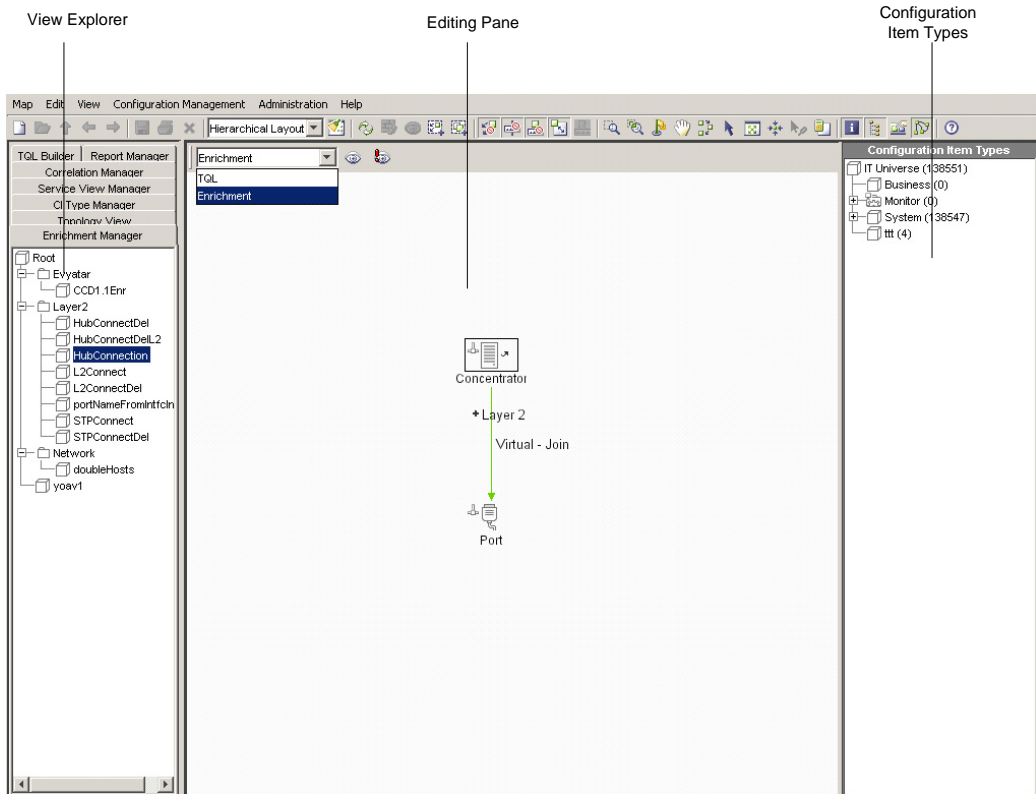 View Explorer
Editing Pane
Configuration
Item Types
Map Edit View Configuration Management Administration Help
Hierarchical Layout
TQL Builder Report Manager
Correlation Manager
Service View Manager
CI Type Manager
Topology View
Enrichment Manager
Root
Evyatar
CCD1.1Enr
Layer2
HubConnectDel
HubConnectDelL2
HubConnection
L2Connect
L2ConnectDel
portNameFromIntfcIn
STPConnect
STPConnectDel
Network
doubleHosts
yoav1
Enrichment
TQL
Enrichment
Concentrator
+Layer 2
Virtual - Join
Port
Configuration Item Types
IT Universe (138551)
Business (0)
Monitor (0)
System (138547)
ttt (4)